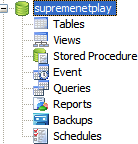 supremenetplay
Tables
Views
Stored Procedure
Event
Queries
Reports
Backups
Schedules